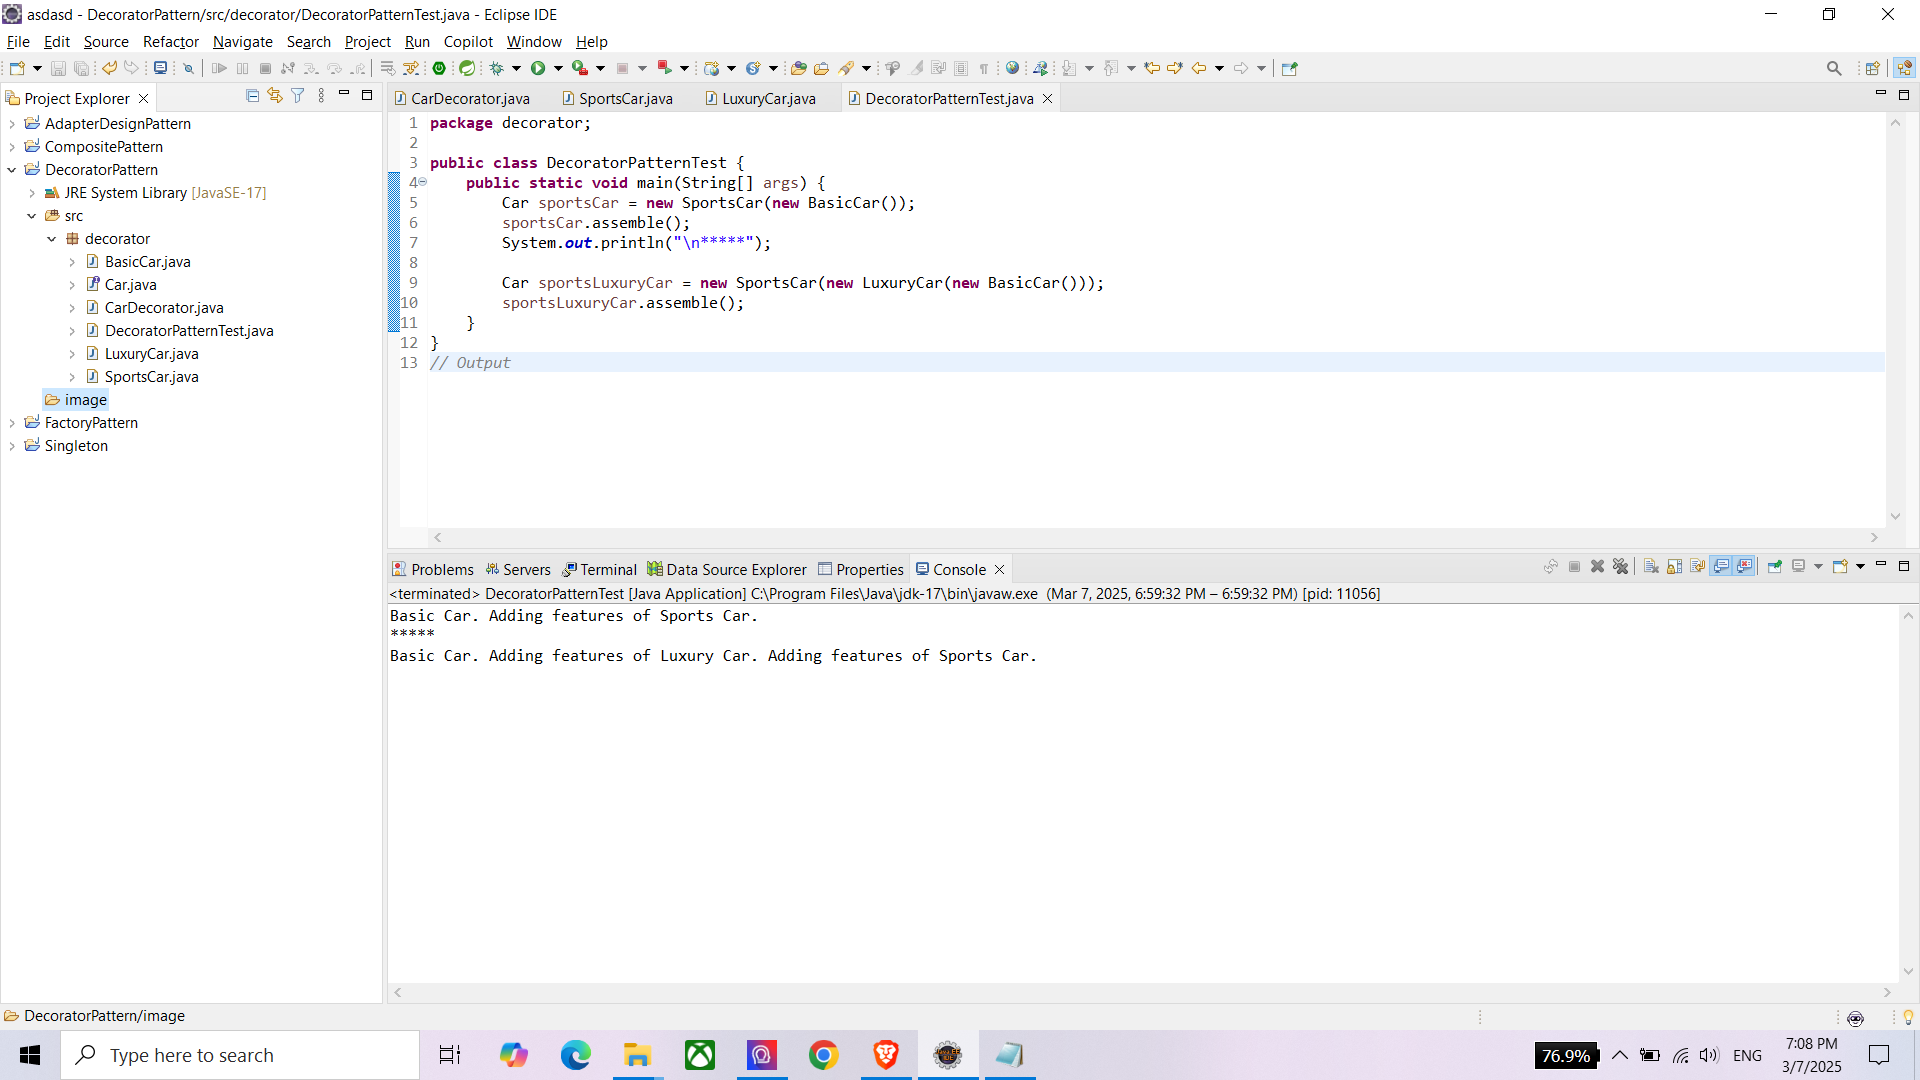 asdasd - DecoratorPattern/src/decorator/DecoratorPatternTest.java - Eclipse IDE
File Edit Source Refactor Navigate Search Project Run Copilot Window Help
Project Explorer
AdapterDesignPattern
CompositePattern
DecoratorPattern
JRE System Library [JavaSE-17]
src
decorator
BasicCar.java
Car.java
CarDecorator.java
DecoratorPatternTest.java
LuxuryCar.java
SportsCar.java
image
FactoryPattern
Singleton
CarDecorator.java SportsCar.java LuxuryCar.java DecoratorPatternTest.java
1 package decorator;
2
3 public class DecoratorPatternTest {
4     public static void main(String[] args) {
5         Car sportsCar = new SportsCar(new BasicCar());
6         sportsCar.assemble();
7         System.out.println("\n*****");
8
9         Car sportsLuxuryCar = new SportsCar(new LuxuryCar(new BasicCar()));
10         sportsLuxuryCar.assemble();
11     }
12 }
13 // Output
Problems Servers Terminal Data Source Explorer Properties Console
<terminated> DecoratorPatternTest [Java Application] C:\Program Files\Java\jdk-17\bin\javaw.exe (Mar 7, 2025, 6:59:32 PM – 6:59:32 PM) [pid: 11056]
Basic Car. Adding features of Sports Car.
*****
Basic Car. Adding features of Luxury Car. Adding features of Sports Car.
DecoratorPattern/image
Type here to search
76.9%
ENG
7:08 PM
3/7/2025